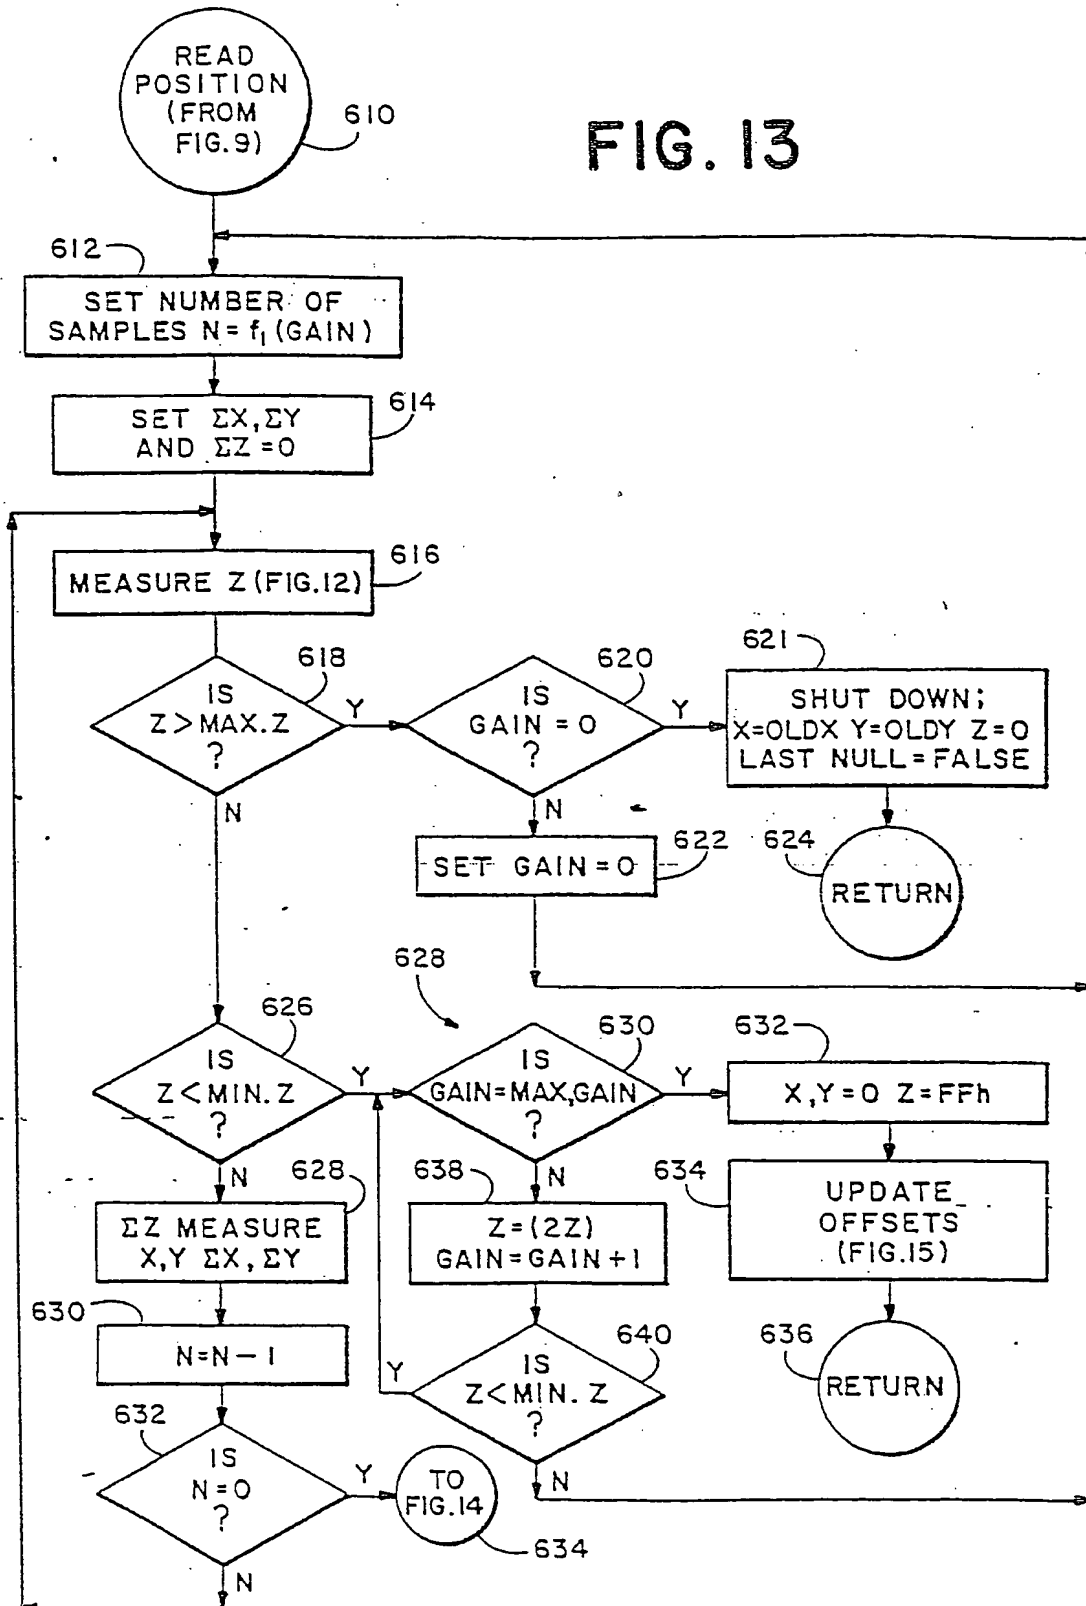 READ
POSITION
(FROM
FIG.9)
610
FIG. 13
612
SET NUMBER OF
SAMPLES N = f1 (GAIN)
SET ΣX, ΣY
AND ΣZ = 0
614
MEASURE Z (FIG.12)
616
IS
Z > MAX. Z
?
618
Y
N
IS
GAIN = 0
?
620
Y
N
621
SHUT DOWN;
X=OLDX Y=OLDY Z=0
LAST NULL = FALSE
SET GAIN = 0
622
624
RETURN
628
IS
Z < MIN. Z
?
626
Y
N
IS
GAIN=MAX,GAIN
?
630
Y
N
632
X,Y=0 Z=FFh
628
ΣZ MEASURE
X,Y ΣX, ΣY
638
Z=(2Z)
GAIN=GAIN+1
634
UPDATE
OFFSETS
(FIG.15)
630
N=N-1
IS
Z < MIN. Z
?
640
Y
N
636
RETURN
632
IS
N=0
?
Y
N
TO
FIG.14
634